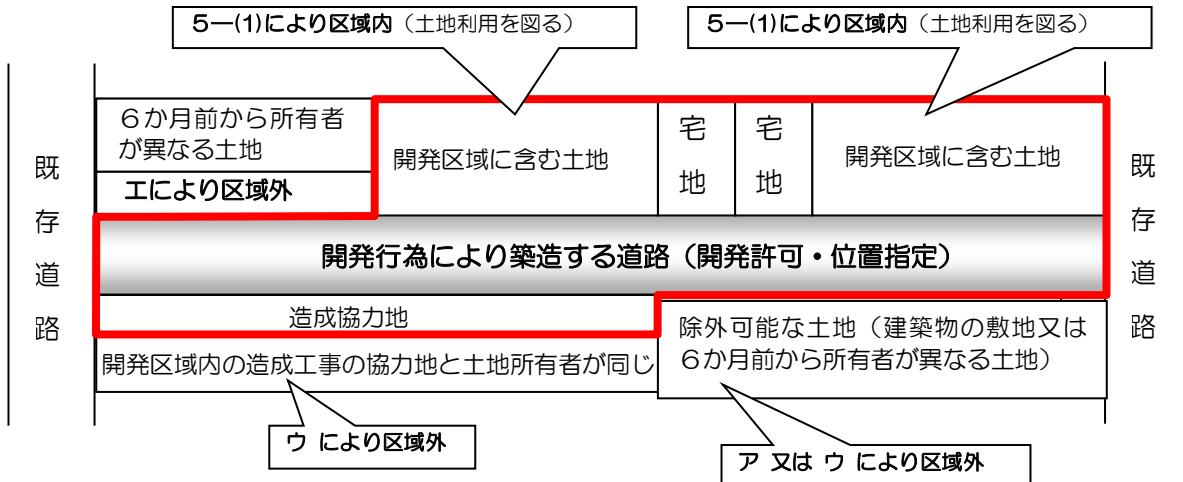 5―(1)により区域内（土地利用を図る）
5―(1)により区域内（土地利用を図る）
既存道路
6か月前から所有者
が異なる土地
エにより区域外
開発区域に含む土地
宅地
宅地
開発区域に含む土地
既存道路
開発行為により築造する道路（開発許可・位置指定）
造成協力地
開発区域内の造成工事の協力地と土地所有者が同じ
除外可能な土地（建築物の敷地又は
6か月前から所有者が異なる土地）
ウ により区域外
ア 又は ウ により区域外